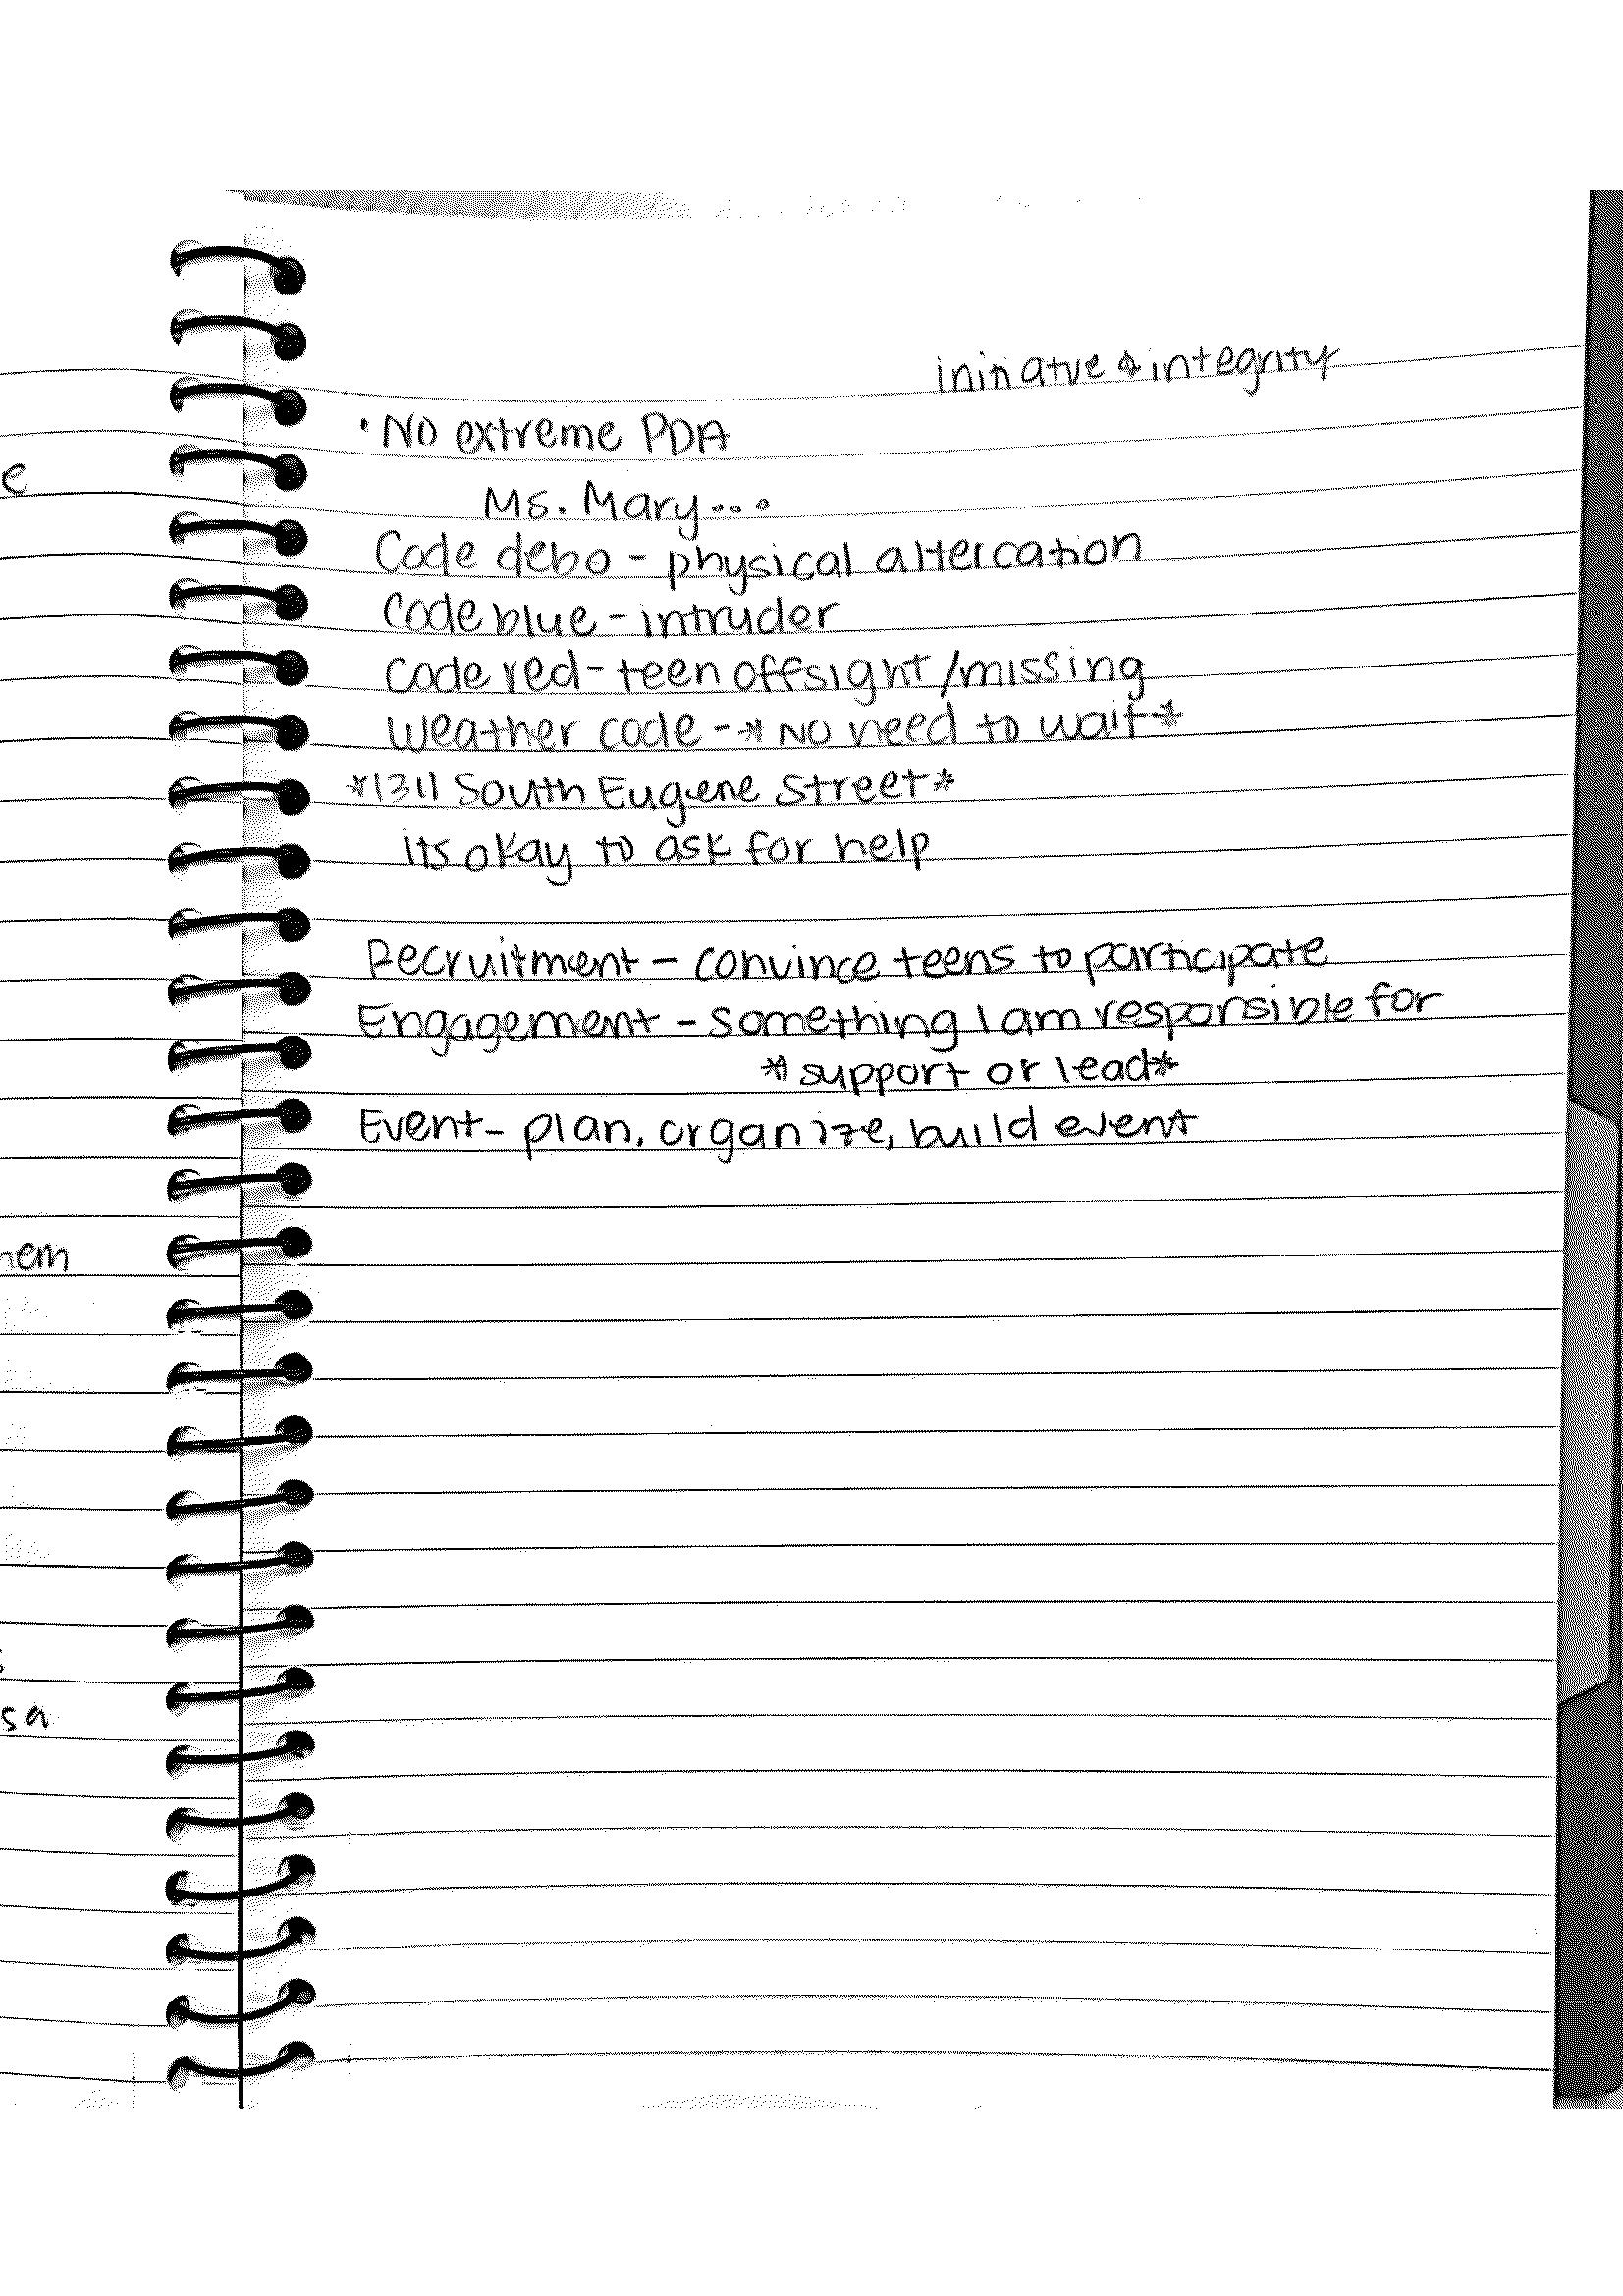 initiatve & integrity
· No extreme PDA
Ms. Mary...
Code debo - physical altercation
Code blue - intruder
Code red - teen offsight / missing
Weather code - * No need to wait *
*1311 South Eugene Street*
its okay to ask for help
Recruitment - convince teens to participate
Engagement - something I am responsible for
* support or lead *
Event - plan, organize, build event
e
hem
s
sa